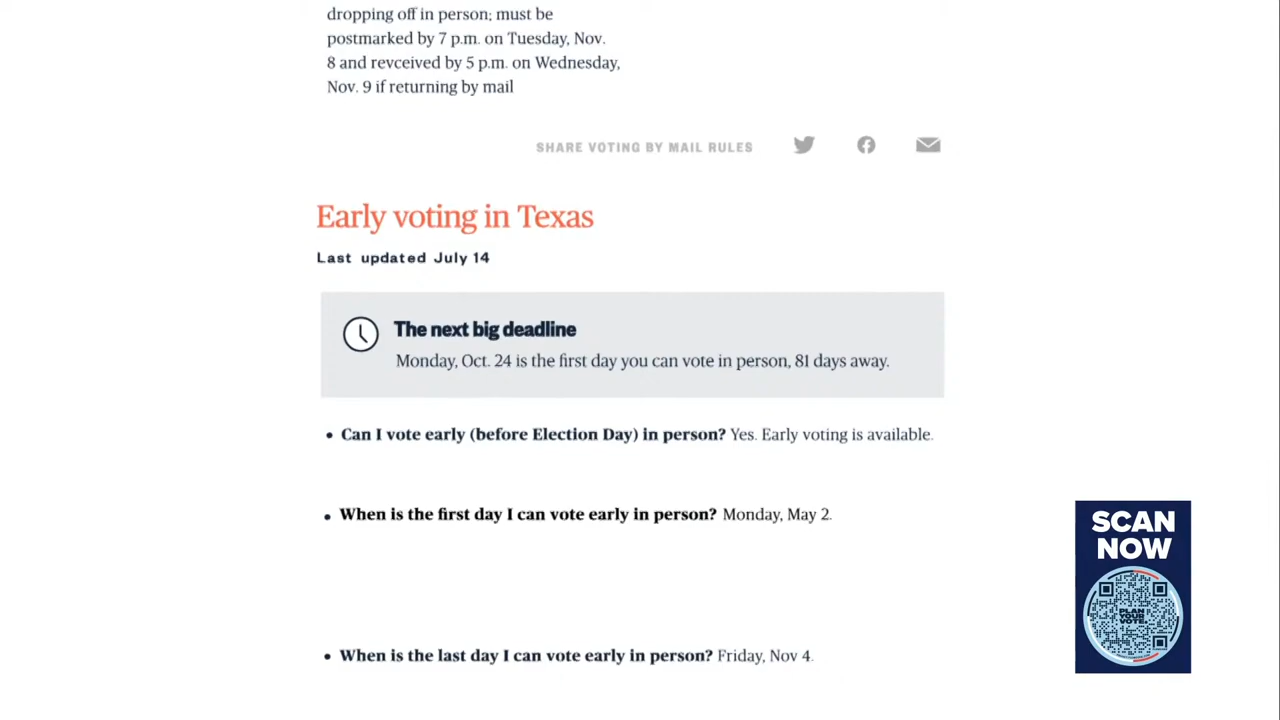 dropping off in person; must be
postmarked by 7 p.m. on Tuesday, Nov.
8 and revceived by 5 p.m. on Wednesday,
Nov. 9 if returning by mail
SHARE VOTING BY MAIL RULES
Early voting in Texas
Last updated July 14
The next big deadline
Monday, Oct. 24 is the first day you can vote in person, 81 days away.
• Can I vote early (before Election Day) in person? Yes. Early voting is available.
• When is the first day I can vote early in person? Monday, May 2.
• When is the last day I can vote early in person? Friday, Nov 4.
SCAN
NOW
PLAN
YOUR
VOTE.